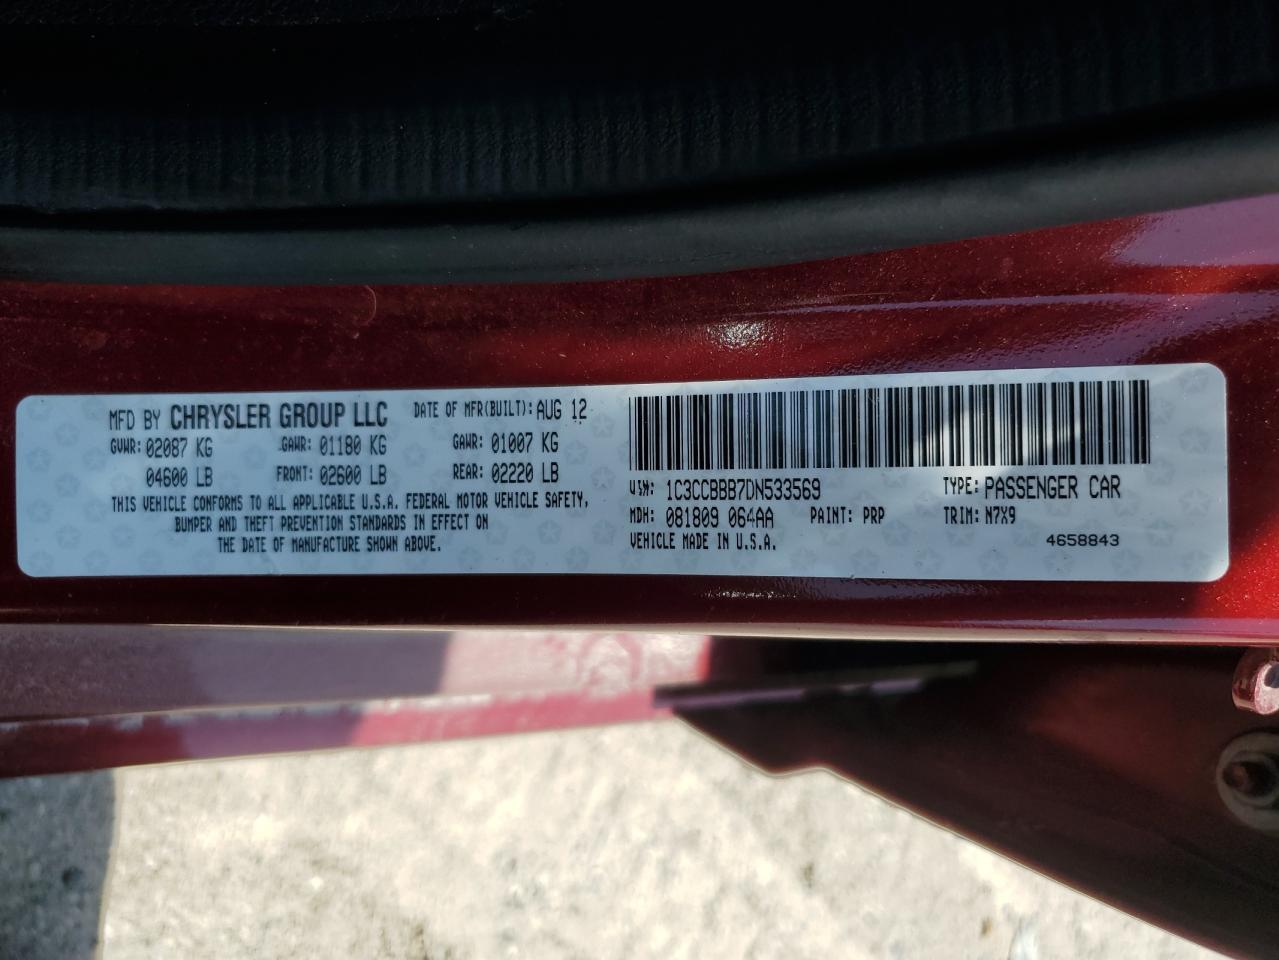 MFD BY CHRYSLER GROUP LLC DATE OF MFR(BUILT): AUG 12
GVWR: 02087 KG GAWR: 01180 KG GAWR: 01007 KG
04600 LB FRONT: 02600 LB REAR: 02220 LB
THIS VEHICLE CONFORMS TO ALL APPLICABLE U.S.A. FEDERAL MOTOR VEHICLE SAFETY,
BUMPER AND THEFT PREVENTION STANDARDS IN EFFECT ON
THE DATE OF MANUFACTURE SHOWN ABOVE.
VIN: 1C3CCBBB7DN533569 TYPE: PASSENGER CAR
MDH: 081809 064AA PAINT: PRP TRIM: N7X9
VEHICLE MADE IN U.S.A. 4658843